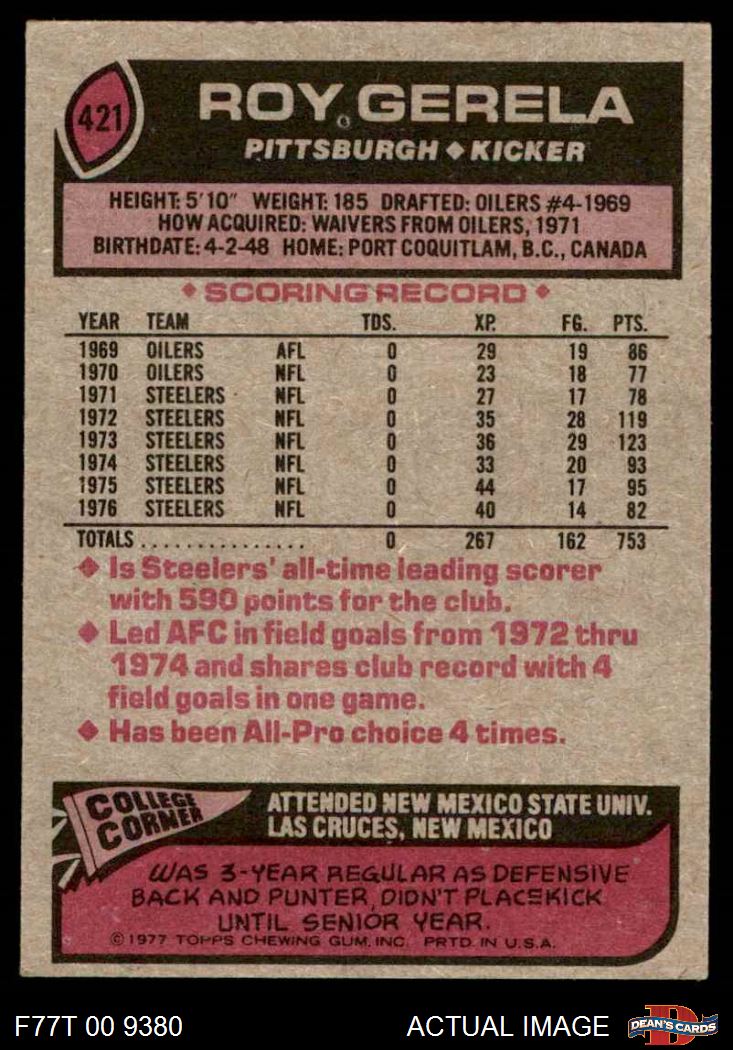 421
ROY GERELA
PITTSBURGH ◆ KICKER
HEIGHT: 5'10" WEIGHT: 185 DRAFTED: OILERS #4-1969
HOW ACQUIRED: WAIVERS FROM OILERS, 1971
BIRTHDATE: 4-2-48 HOME: PORT COQUITLAM, B.C., CANADA
◆ SCORING RECORD ◆
YEAR TEAM TDS. XP. FG. PTS.
1969 OILERS AFL 0 29 19 86
1970 OILERS NFL 0 23 18 77
1971 STEELERS NFL 0 27 17 78
1972 STEELERS NFL 0 35 28 119
1973 STEELERS NFL 0 36 29 123
1974 STEELERS NFL 0 33 20 93
1975 STEELERS NFL 0 44 17 95
1976 STEELERS NFL 0 40 14 82
TOTALS ............... 0 267 162 753
◆ Is Steelers' all-time leading scorer
with 590 points for the club.
◆ Led AFC in field goals from 1972 thru
1974 and shares club record with 4
field goals in one game.
◆ Has been All-Pro choice 4 times.
COLLEGE
CORNER
ATTENDED NEW MEXICO STATE UNIV.
LAS CRUCES, NEW MEXICO
WAS 3-YEAR REGULAR AS DEFENSIVE
BACK AND PUNTER, DIDN'T PLACEKICK
UNTIL SENIOR YEAR.
©1977 TOPPS CHEWING GUM, INC. PRTD. IN U.S.A.
F77T 00 9380 ACTUAL IMAGE
D
DEAN'S CARDS